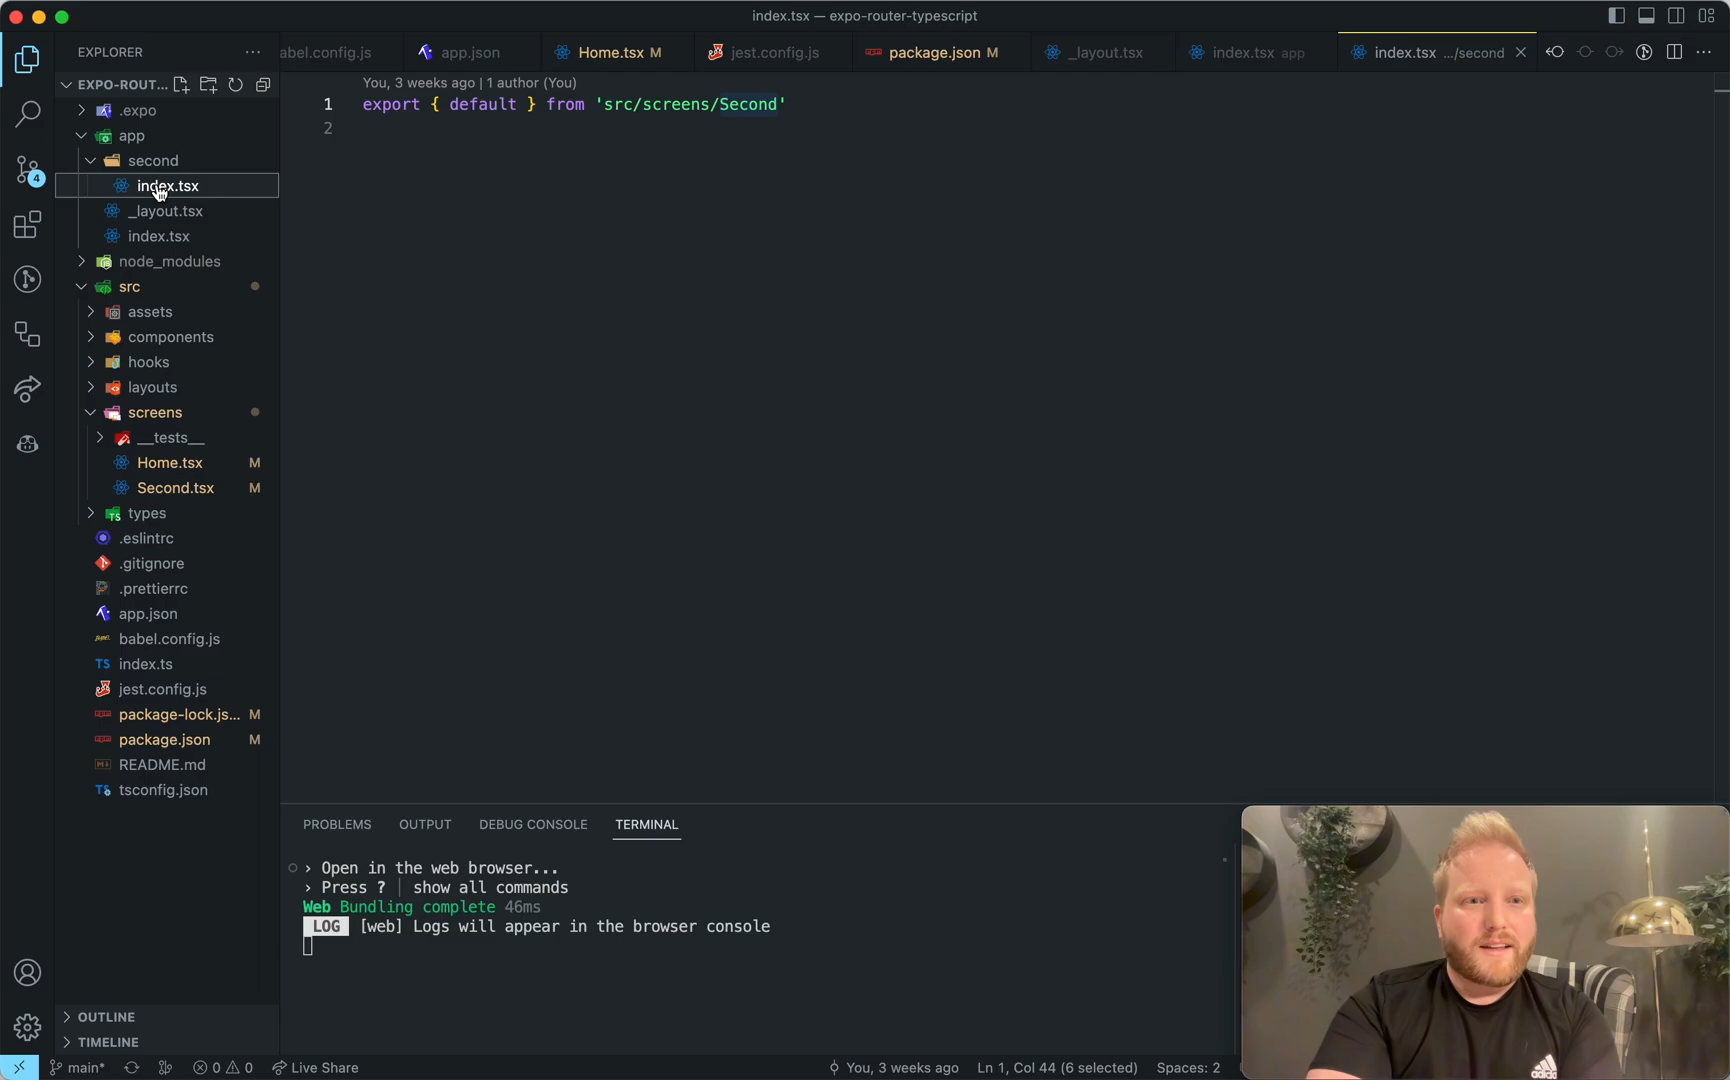 index.tsx — expo-router-typescript
EXPLORER
EXPO-ROUT...
.expo
app
second
index.tsx
_layout.tsx
index.tsx
node_modules
src
assets
components
hooks
layouts
screens
__tests__
Home.tsx M
Second.tsx M
types
.eslintrc
.gitignore
.prettierrc
app.json
babel.config.js
TS index.ts
jest.config.js
package-lock.js... M
package.json M
README.md
tsconfig.json
OUTLINE
TIMELINE
4
abel.config.js
app.json
Home.tsx M
jest.config.js
package.json M
_layout.tsx
index.tsx app
index.tsx .../second
You, 3 weeks ago | 1 author (You)
1 export { default } from 'src/screens/Second'
2
PROBLEMS OUTPUT DEBUG CONSOLE TERMINAL
› Open in the web browser...
› Press ? │ show all commands
Web Bundling complete 46ms
LOG [web] Logs will appear in the browser console
main* 0 0 Live Share You, 3 weeks ago Ln 1, Col 44 (6 selected) Spaces: 2